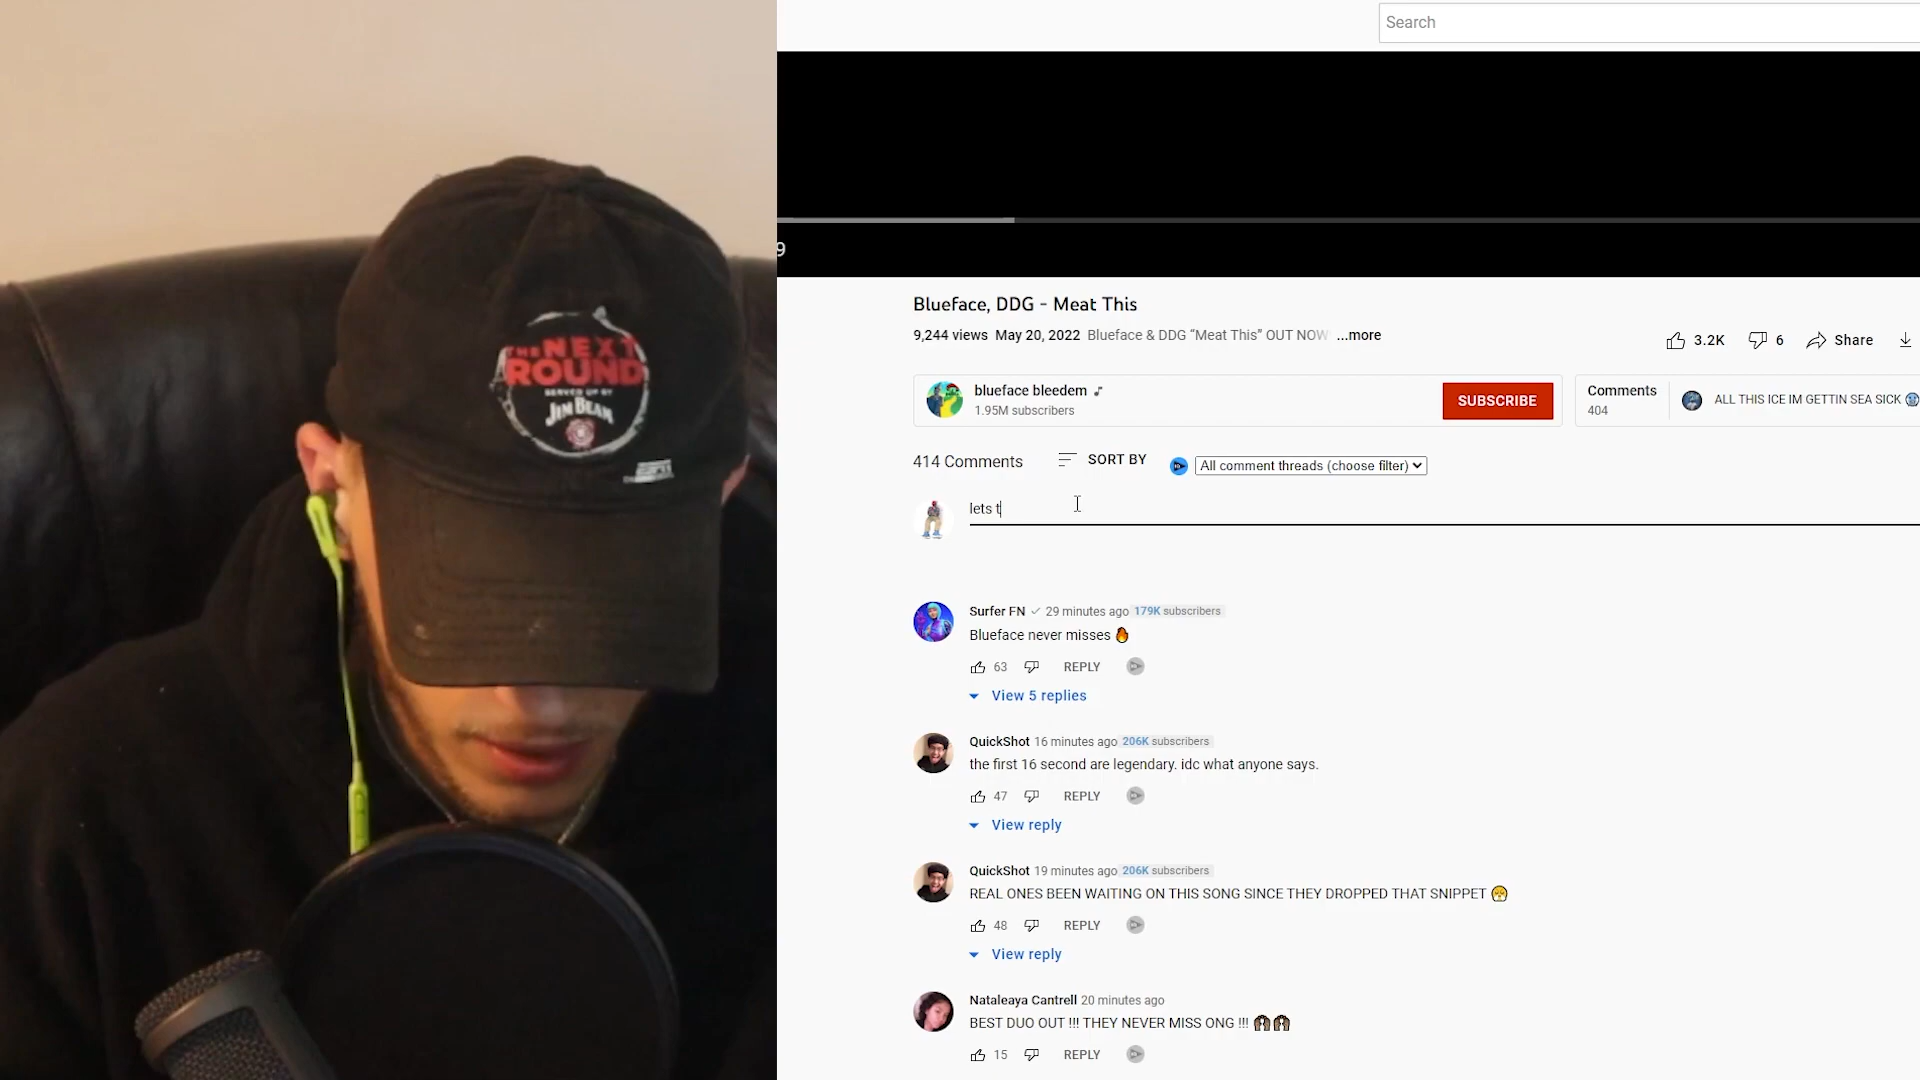 THE NEXT
ROUND
SERVED UP BY
JIM BEAM
ESPN
Search
9
Blueface, DDG - Meat This
9,244 views May 20, 2022 Blueface & DDG “Meat This” OUT NOW ...more
3.2K 6 Share
blueface bleedem
1.95M subscribers
SUBSCRIBE
Comments
404
ALL THIS ICE IM GETTIN SEA SICK 🥶
414 Comments SORT BY All comment threads (choose filter)
lets t
Surfer FN 29 minutes ago 179K subscribers
Blueface never misses 🔥
63 REPLY
View 5 replies
QuickShot 16 minutes ago 206K subscribers
the first 16 second are legendary. idc what anyone says.
47 REPLY
View reply
QuickShot 19 minutes ago 206K subscribers
REAL ONES BEEN WAITING ON THIS SONG SINCE THEY DROPPED THAT SNIPPET 😤
48 REPLY
View reply
Nataleaya Cantrell 20 minutes ago
BEST DUO OUT !!! THEY NEVER MISS ONG !!!
15 REPLY